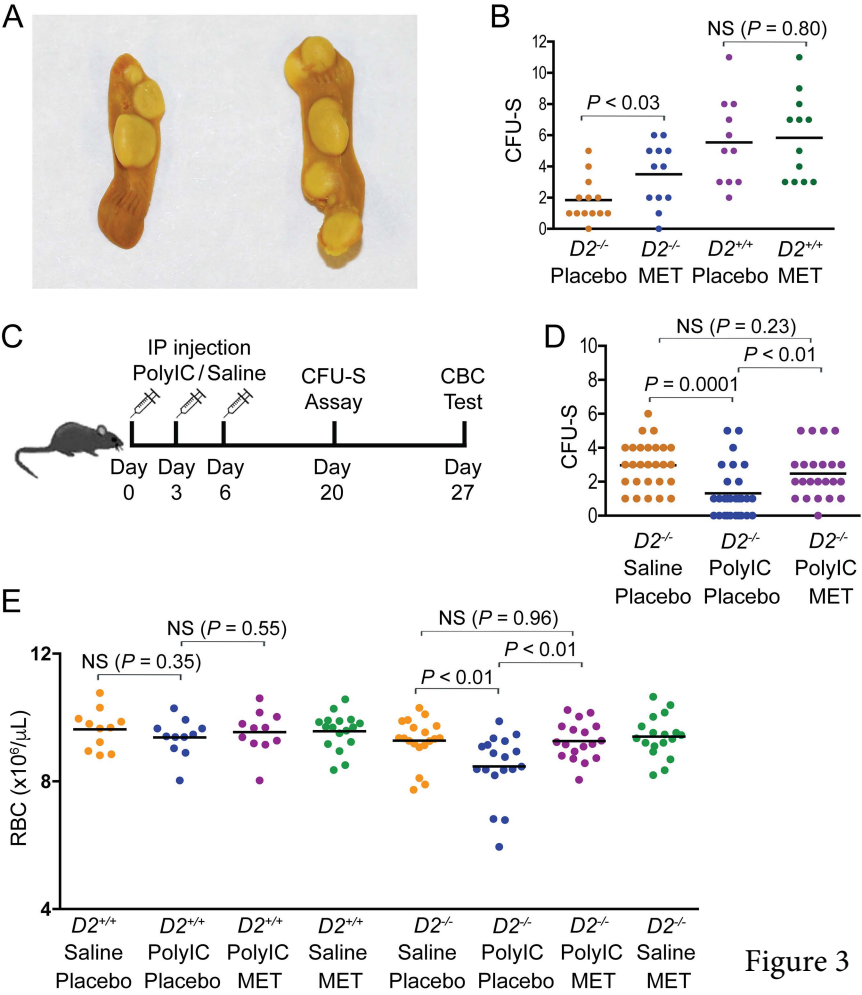 A
B
NS (P = 0.80)
P < 0.03
CFU-S
12
10
8
6
4
2
0
D2-/-
Placebo
D2-/-
MET
D2+/+
Placebo
D2+/+
MET
C
IP injection
PolyIC/Saline
CFU-S
Assay
CBC
Test
Day
0
Day
3
Day
6
Day
20
Day
27
D
NS (P = 0.23)
P < 0.01
P = 0.0001
CFU-S
10
8
6
4
2
0
D2-/-
Saline
Placebo
D2-/-
PolyIC
Placebo
D2-/-
PolyIC
MET
E
NS (P = 0.35)
NS (P = 0.55)
NS (P = 0.96)
P < 0.01
P < 0.01
RBC (x10⁶/μL)
12
8
4
D2+/+
Saline
Placebo
D2+/+
PolyIC
Placebo
D2+/+
PolyIC
MET
D2+/+
Saline
MET
D2-/-
Saline
Placebo
D2-/-
PolyIC
Placebo
D2-/-
PolyIC
MET
D2-/-
Saline
MET
Figure 3